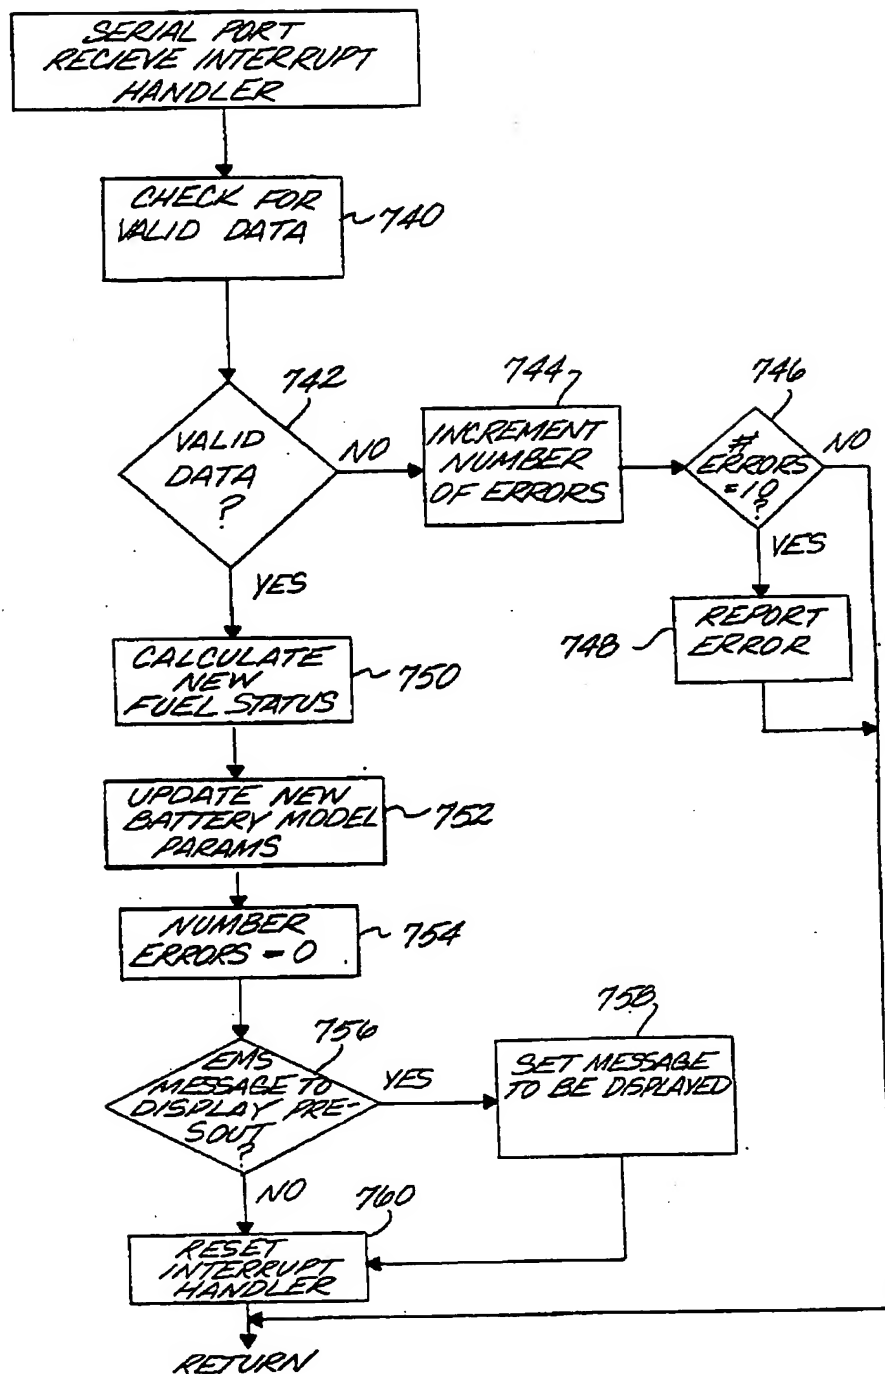 SERIAL PORT
RECIEVE INTERRUPT
HANDLER
CHECK FOR
VALID DATA
740
742
VALID
DATA
?
NO
744
INCREMENT
NUMBER
OF ERRORS
746
#
ERRORS
=10
?
NO
YES
YES
748
REPORT
ERROR
CALCULATE
NEW
FUEL STATUS
750
UPDATE NEW
BATTERY MODEL
PARAMS
752
NUMBER
ERRORS = 0
754
756
EMS
MESSAGE TO
DISPLAY PRE-
SOUT
?
YES
758
SET MESSAGE
TO BE DISPLAYED
NO
760
RESET
INTERRUPT
HANDLER
RETURN